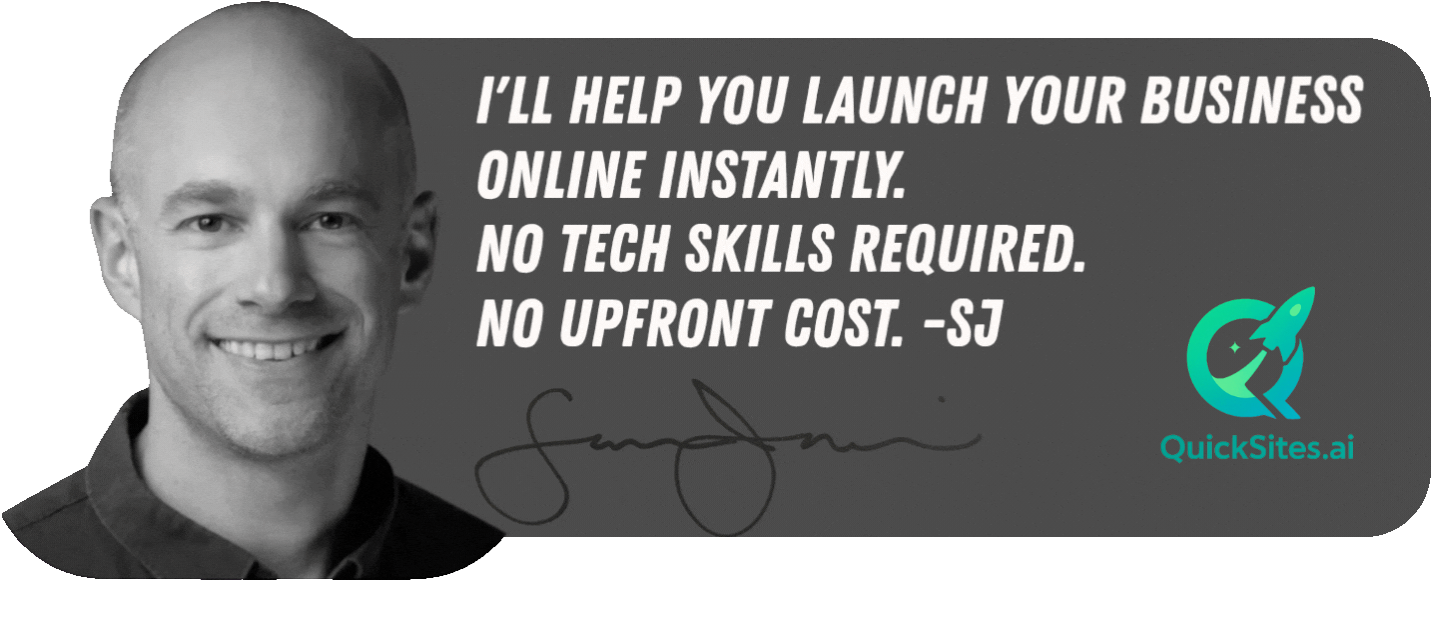 I'LL HELP YOU LAUNCH YOUR BUSINESS
ONLINE INSTANTLY.
NO TECH SKILLS REQUIRED.
NO UPFRONT COST. -SJ
QuickSites.ai